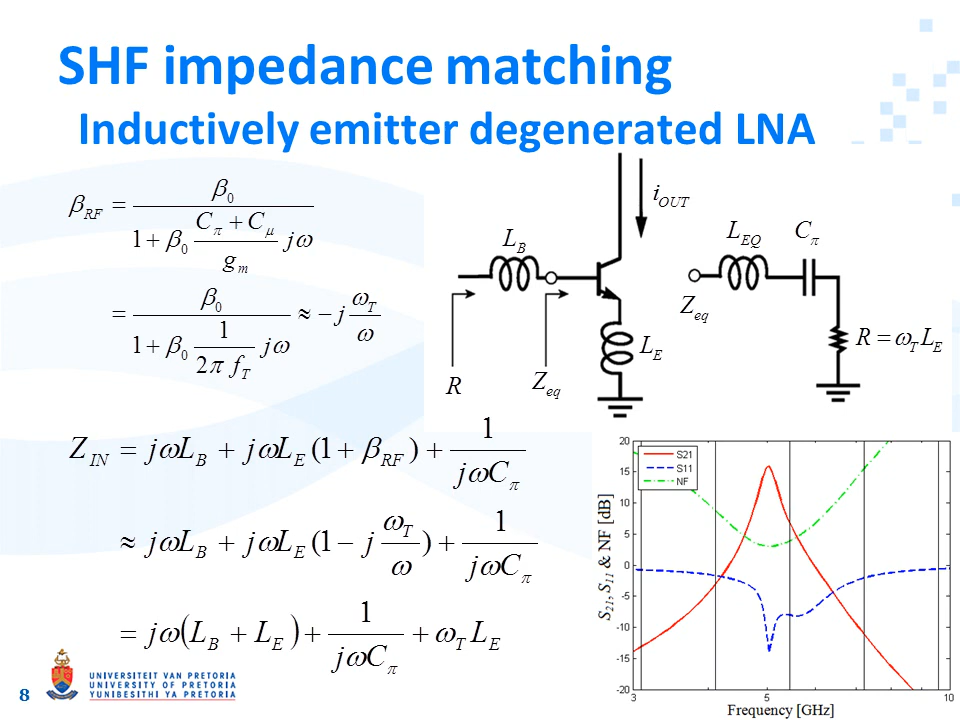 SHF impedance matching
Inductively emitter degenerated LNA
β_RF = β_0 / (1 + β_0 ((C_π + C_μ) / g_m) jω)
= β_0 / (1 + β_0 (1 / (2π f_T)) jω) ≈ − j ω_T / ω
i_OUT
L_B
R
Z_eq
L_E
L_EQ
C_π
Z_eq
R = ω_T L_E
Z_IN = jωL_B + jωL_E (1 + β_RF) + 1 / (jωC_π)
≈ jωL_B + jωL_E (1 − j ω_T / ω) + 1 / (jωC_π)
= jω(L_B + L_E) + 1 / (jωC_π) + ω_T L_E
S21
S11
NF
S_21, S_11 & NF [dB]
20
15
10
5
0
-5
-10
-15
-20
3
5
10
Frequency [GHz]
UNIVERSITEIT VAN PRETORIA
UNIVERSITY OF PRETORIA
YUNIBESITHI YA PRETORIA
8